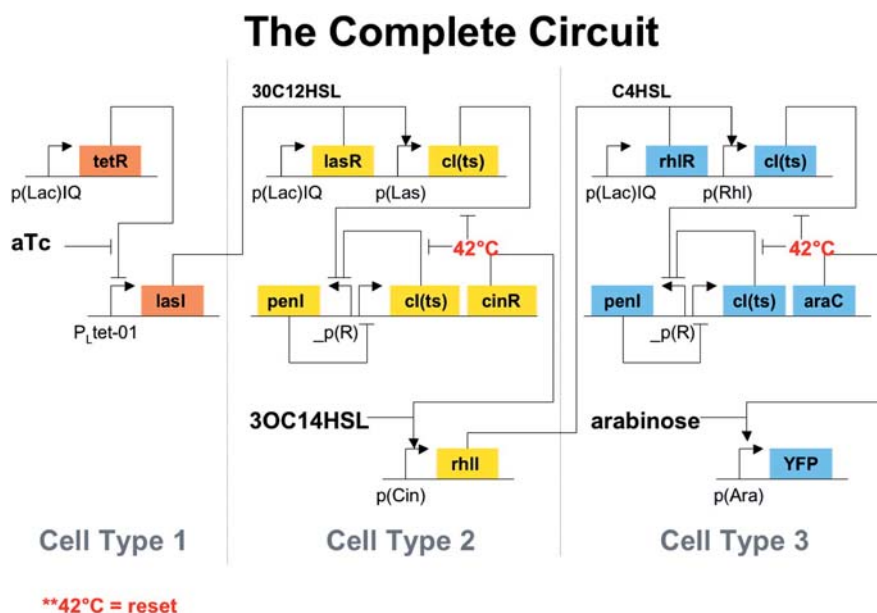 The Complete Circuit
30C12HSL
C4HSL
tetR
lasR
cI(ts)
rhlR
cI(ts)
p(Lac)IQ
p(Lac)IQ
p(Las)
p(Lac)IQ
p(Rhl)
aTc
42°C
42°C
lasI
penI
cI(ts)
cinR
penI
cI(ts)
araC
PLtet-01
_p(R)
_p(R)
3OC14HSL
arabinose
rhlI
YFP
p(Cin)
p(Ara)
Cell Type 1
Cell Type 2
Cell Type 3
**42°C = reset